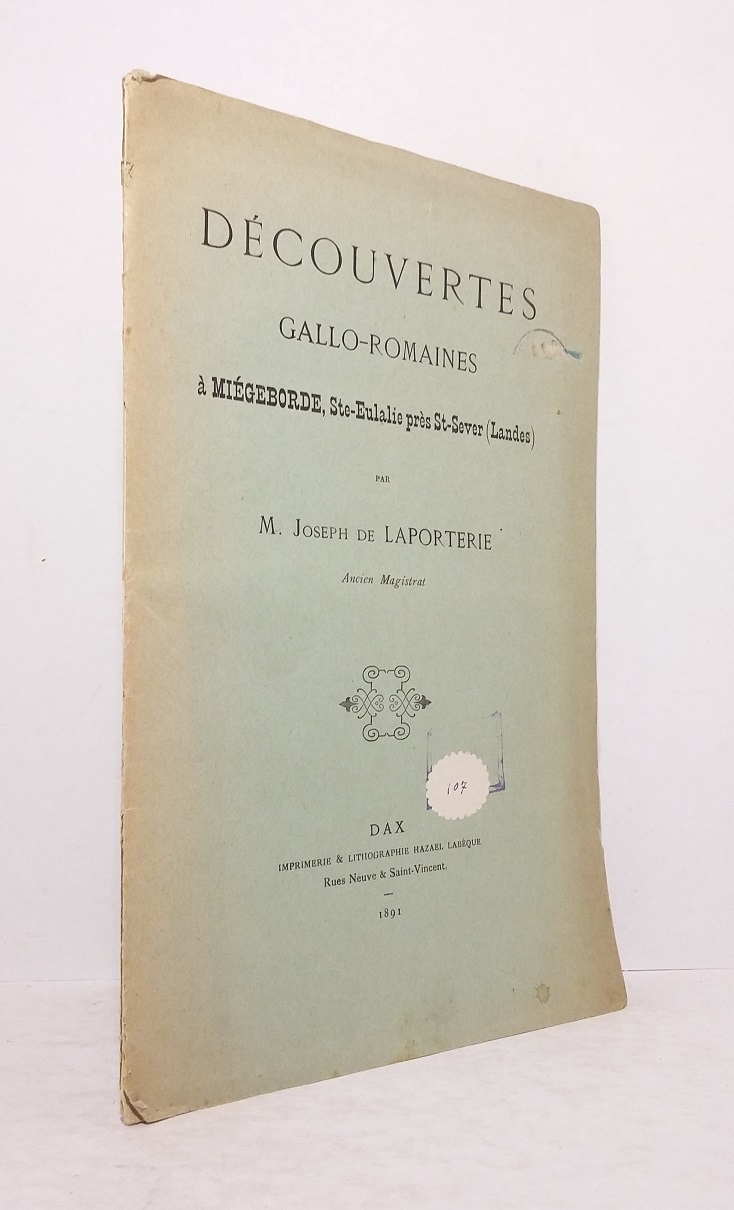 DÉCOUVERTES
GALLO-ROMAINES
à MIÉGEBORDE, Ste-Eulalie près St-Sever (Landes)
PAR
M. JOSEPH DE LAPORTERIE
Ancien Magistrat
107
DAX
IMPRIMERIE & LITHOGRAPHIE HAZAEL LABÈQUE
Rues Neuve & Saint-Vincent.
1891